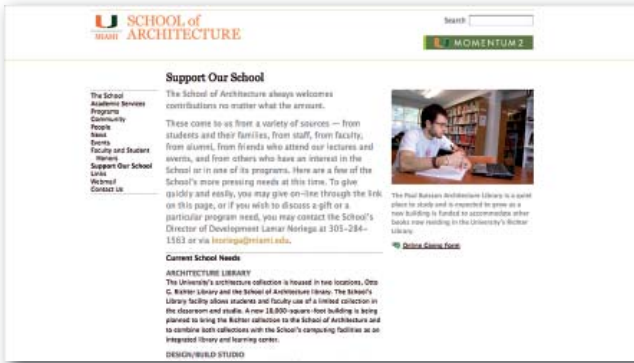 U
MIAMI
SCHOOL of
ARCHITECTURE
Search
U MOMENTUM2
The School
Academic Services
Programs
Community
People
News
Events
Faculty and Student
Honors
Support Our School
Links
Webmail
Contact Us
Support Our School
The School of Architecture always welcomes
contributions no matter what the amount.
These come to us from a variety of sources — from
students and their families, from staff, from faculty,
from alumni, from friends who attend our lectures and
events, and from others who have an interest in the
School or in one of its programs. Here are a few of the
School's more pressing needs at this time. To give
quickly and easily, you may give on-line through the link
on this page, or if you wish to discuss a gift or a
particular program need, you may contact the School's
Director of Development Lamar Noriega at 305-284-
1563 or via lnoriega@miami.edu.
Current School Needs
ARCHITECTURE LIBRARY
The University's architecture collection is housed in two locations, Otto
G. Richter Library and the School of Architecture library. The School's
Library facility allows students and faculty use of a limited collection in
the classroom and studio. A new 18,000-square-foot building is being
planned to bring the Richter collection to the School of Architecture and
to combine both collections with the School's computing facilities as an
integrated library and learning center.
DESIGN/BUILD STUDIO
The Paul Architecture Library is a quiet
place to study and is expected to grow as a
new building is funded to accommodate other
books now residing in the University's Richter
Library.
Online Giving Form